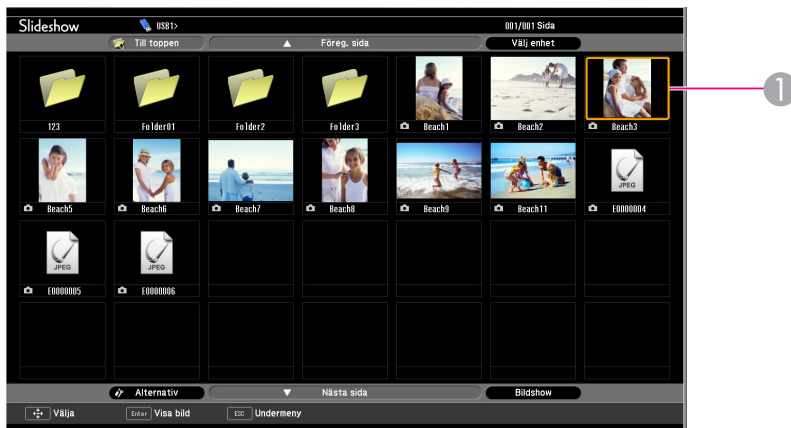 Slideshow USB1> 001/001 Sida
Till toppen ▲ Föreg. sida Välj enhet
123 Folder01 Folder2 Folder3 Beach1 Beach2 Beach3
1
Beach5 Beach6 Beach7 Beach8 Beach9 Beach11 JPEG E0000004
JPEG E0000005 JPEG E0000006
Alternativ ▼ Nästa sida Bildshow
Välja Enter Visa bild ESC Undermeny